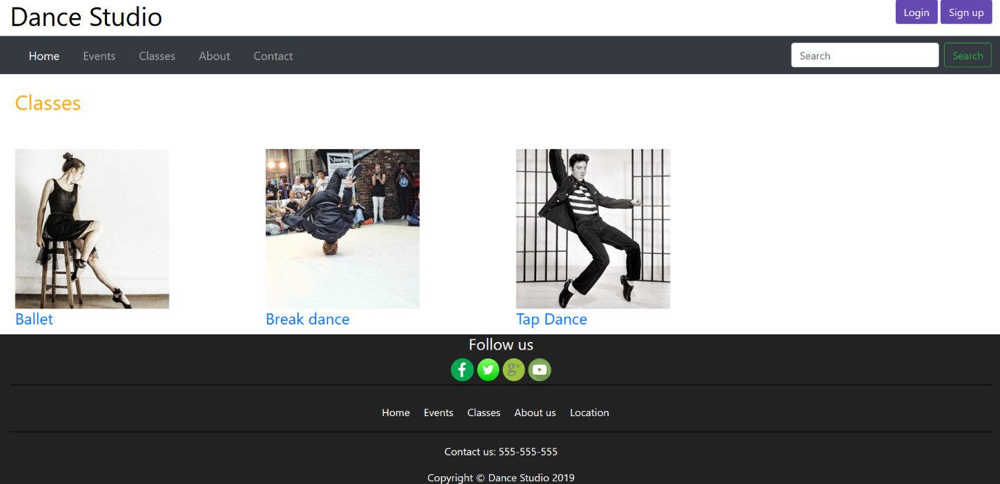 Dance Studio
Login Sign up
Home Events Classes About Contact
Search Search
Classes
fearless
Ballet Break dance Tap Dance
Follow us
f g+
Home Events Classes About us Location
Contact us: 555-555-555
Copyright © Dance Studio 2019